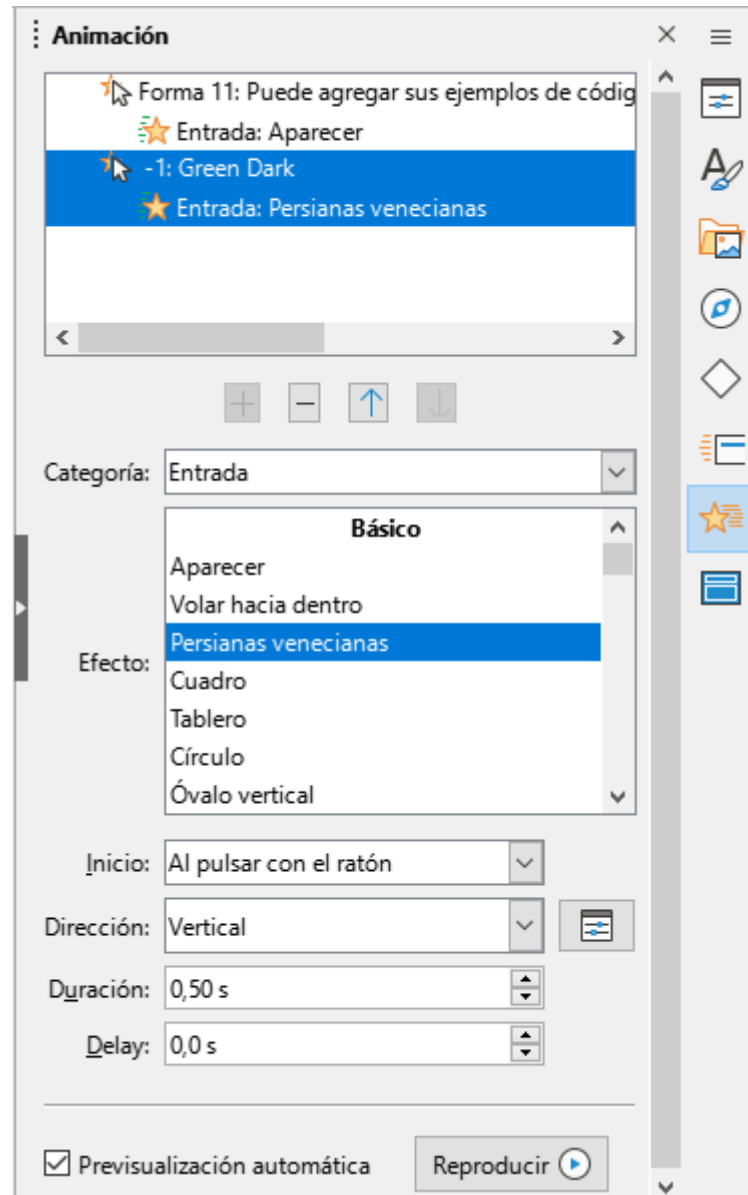 Animación
Forma 11: Puede agregar sus ejemplos de códig
Entrada: Aparecer
-1: Green Dark
Entrada: Persianas venecianas
Categoría: Entrada
Básico
Aparecer
Volar hacia dentro
Persianas venecianas
Efecto:
Cuadro
Tablero
Círculo
Óvalo vertical
Inicio: Al pulsar con el ratón
Dirección: Vertical
Duración: 0,50 s
Delay: 0,0 s
Previsualización automática Reproducir